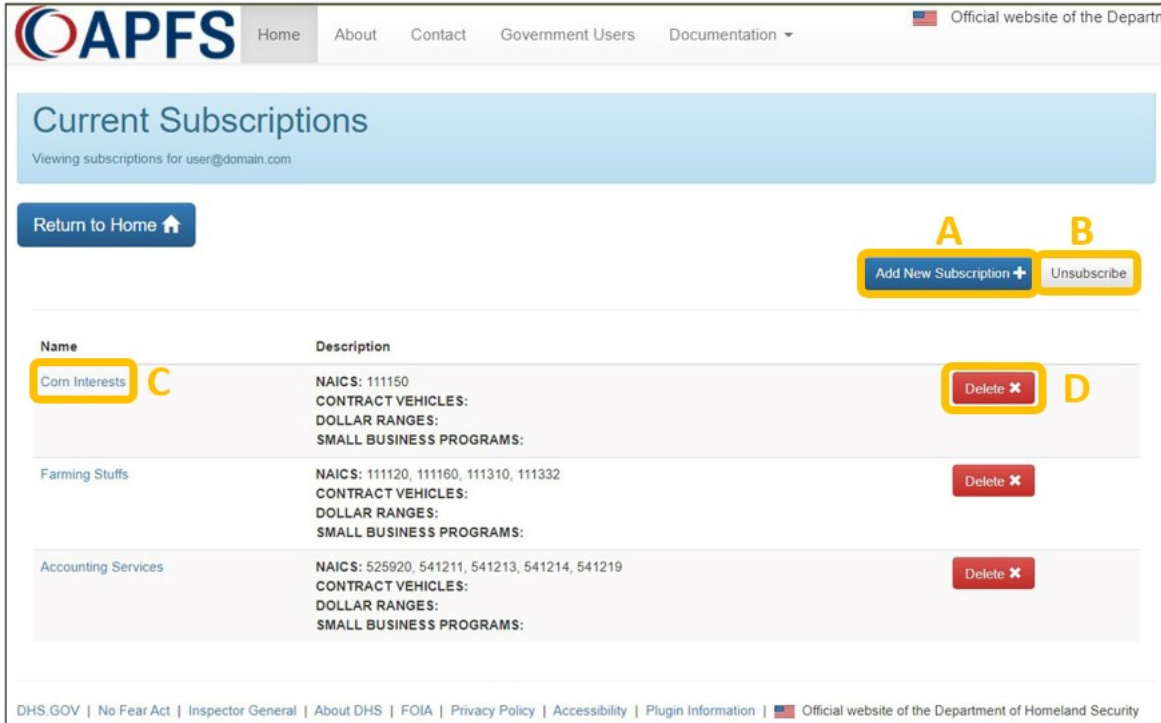 APFS
Home About Contact Government Users Documentation
Official website of the Departm
Current Subscriptions
Viewing subscriptions for user@domain.com
Return to Home
A B
Add New Subscription Unsubscribe
Name Description
Corn Interests C NAICS: 111150 Delete D
CONTRACT VEHICLES:
DOLLAR RANGES:
SMALL BUSINESS PROGRAMS:
Farming Stuffs NAICS: 111120, 111160, 111310, 111332 Delete
CONTRACT VEHICLES:
DOLLAR RANGES:
SMALL BUSINESS PROGRAMS:
Accounting Services NAICS: 525920, 541211, 541213, 541214, 541219 Delete
CONTRACT VEHICLES:
DOLLAR RANGES:
SMALL BUSINESS PROGRAMS:
DHS.GOV | No Fear Act | Inspector General | About DHS | FOIA | Privacy Policy | Accessibility | Plugin Information | Official website of the Department of Homeland Security